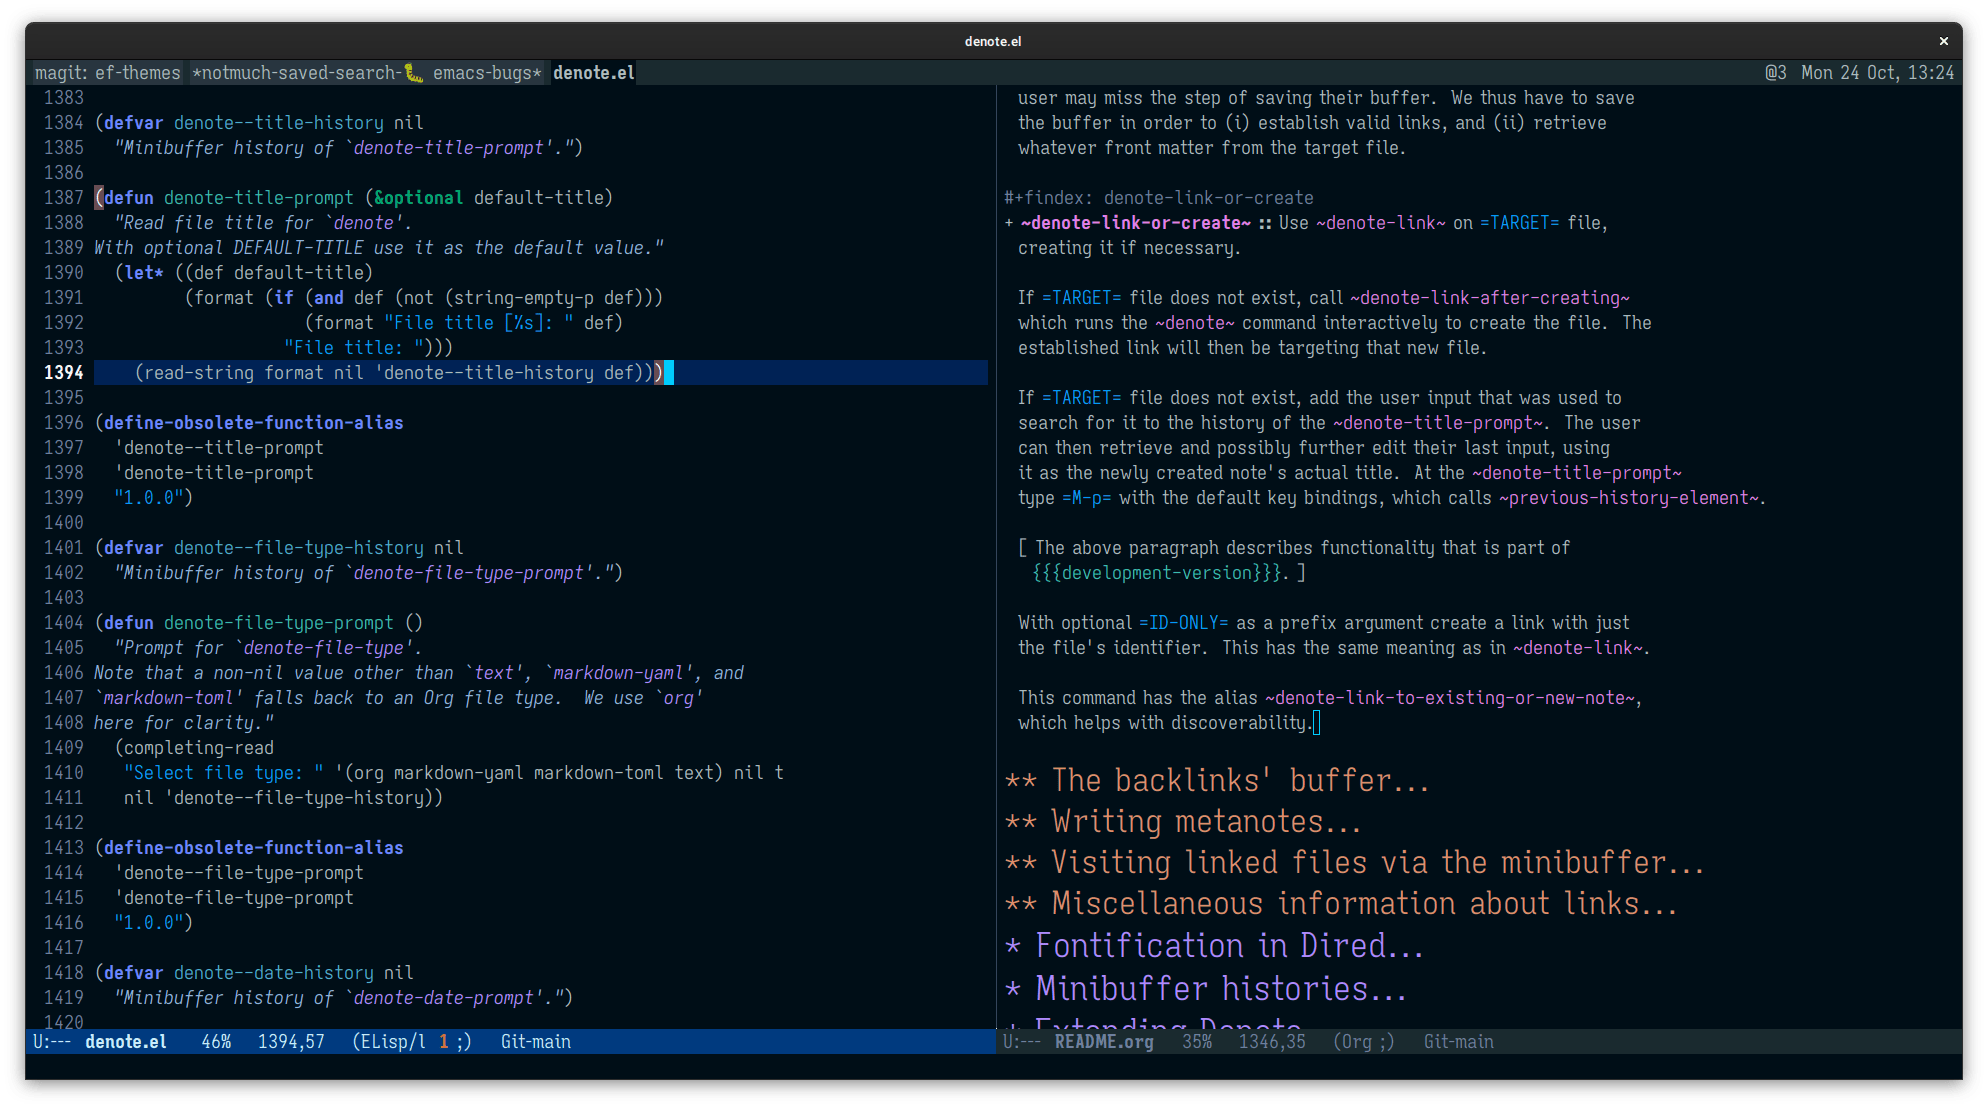 denote.el
magit: ef-themes *notmuch-saved-search-🐛 emacs-bugs* denote.el @3 Mon 24 Oct, 13:24
1383
1384 (defvar denote--title-history nil
1385   "Minibuffer history of `denote-title-prompt'.")
1386
1387 (defun denote-title-prompt (&optional default-title)
1388   "Read file title for `denote'.
1389 With optional DEFAULT-TITLE use it as the default value."
1390   (let* ((def default-title)
1391          (format (if (and def (not (string-empty-p def)))
1392                      (format "File title [%s]: " def)
1393                    "File title: ")))
1394     (read-string format nil 'denote--title-history def)))
1395
1396 (define-obsolete-function-alias
1397   'denote--title-prompt
1398   'denote-title-prompt
1399   "1.0.0")
1400
1401 (defvar denote--file-type-history nil
1402   "Minibuffer history of `denote-file-type-prompt'.")
1403
1404 (defun denote-file-type-prompt ()
1405   "Prompt for `denote-file-type'.
1406 Note that a non-nil value other than `text', `markdown-yaml', and
1407 `markdown-toml' falls back to an Org file type.  We use `org'
1408 here for clarity."
1409   (completing-read
1410    "Select file type: " '(org markdown-yaml markdown-toml text) nil t
1411    nil 'denote--file-type-history))
1412
1413 (define-obsolete-function-alias
1414   'denote--file-type-prompt
1415   'denote-file-type-prompt
1416   "1.0.0")
1417
1418 (defvar denote--date-history nil
1419   "Minibuffer history of `denote-date-prompt'.")
1420
U:--- denote.el 46% 1394,57 (ELisp/l 1 ;) Git-main
user may miss the step of saving their buffer.  We thus have to save
the buffer in order to (i) establish valid links, and (ii) retrieve
whatever front matter from the target file.
#+findex: denote-link-or-create
+ ~denote-link-or-create~ :: Use ~denote-link~ on =TARGET= file,
creating it if necessary.
If =TARGET= file does not exist, call ~denote-link-after-creating~
which runs the ~denote~ command interactively to create the file.  The
established link will then be targeting that new file.
If =TARGET= file does not exist, add the user input that was used to
search for it to the history of the ~denote-title-prompt~.  The user
can then retrieve and possibly further edit their last input, using
it as the newly created note's actual title.  At the ~denote-title-prompt~
type =M-p= with the default key bindings, which calls ~previous-history-element~.
[ The above paragraph describes functionality that is part of
{{{development-version}}}. ]
With optional =ID-ONLY= as a prefix argument create a link with just
the file's identifier.  This has the same meaning as in ~denote-link~.
This command has the alias ~denote-link-to-existing-or-new-note~,
which helps with discoverability.
** The backlinks' buffer...
** Writing metanotes...
** Visiting linked files via the minibuffer...
** Miscellaneous information about links...
* Fontification in Dired...
* Minibuffer histories...
* Extending Denote
U:--- README.org 35% 1346,35 (Org ;) Git-main